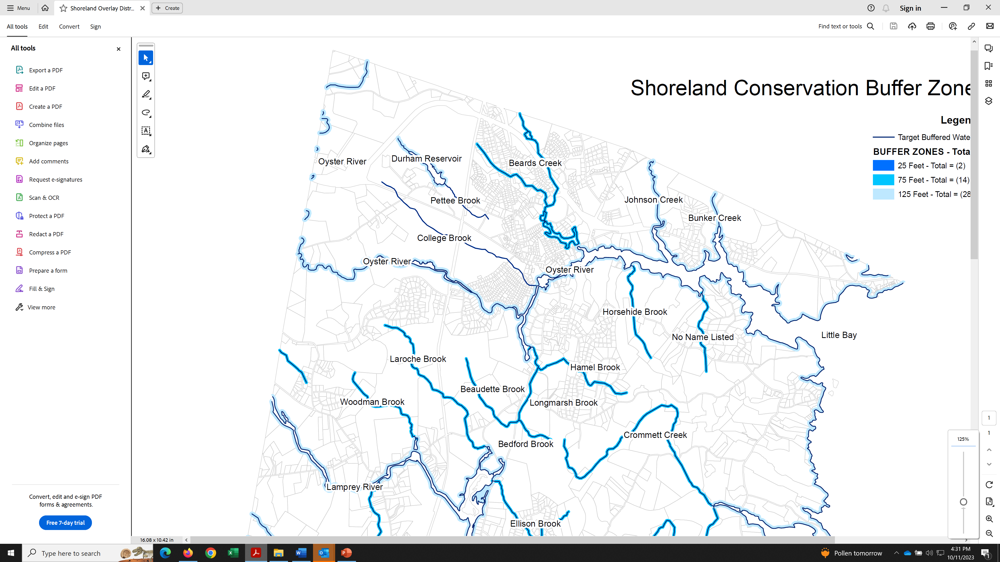 Menu
Shoreland Overlay Distr...
Create
Sign in
All tools
Edit
Convert
Sign
Find text or tools
All tools
Export a PDF
Edit a PDF
Create a PDF
Combine files
Organize pages
Add comments
Request e-signatures
Scan & OCR
Protect a PDF
Redact a PDF
Compress a PDF
Prepare a form
Fill & Sign
View more
Convert, edit and e-sign PDF
forms & agreements.
Free 7-day trial
Shoreland Conservation Buffer Zone
Legen
Target Buffered Wate
BUFFER ZONES - Tota
25 Feet - Total = (2)
75 Feet - Total = (14)
125 Feet - Total = (28
Oyster River
Durham Reservoir
Beards Creek
Pettee Brook
Johnson Creek
Bunker Creek
College Brook
Oyster River
Oyster River
Horsehide Brook
No Name Listed
Little Bay
Laroche Brook
Hamel Brook
Beaudette Brook
Woodman Brook
Longmarsh Brook
Crommett Creek
Bedford Brook
Lamprey River
Ellison Brook
1
1
125%
16.08 x 10.42 in
Type here to search
Pollen tomorrow
4:31 PM
10/11/2023
1